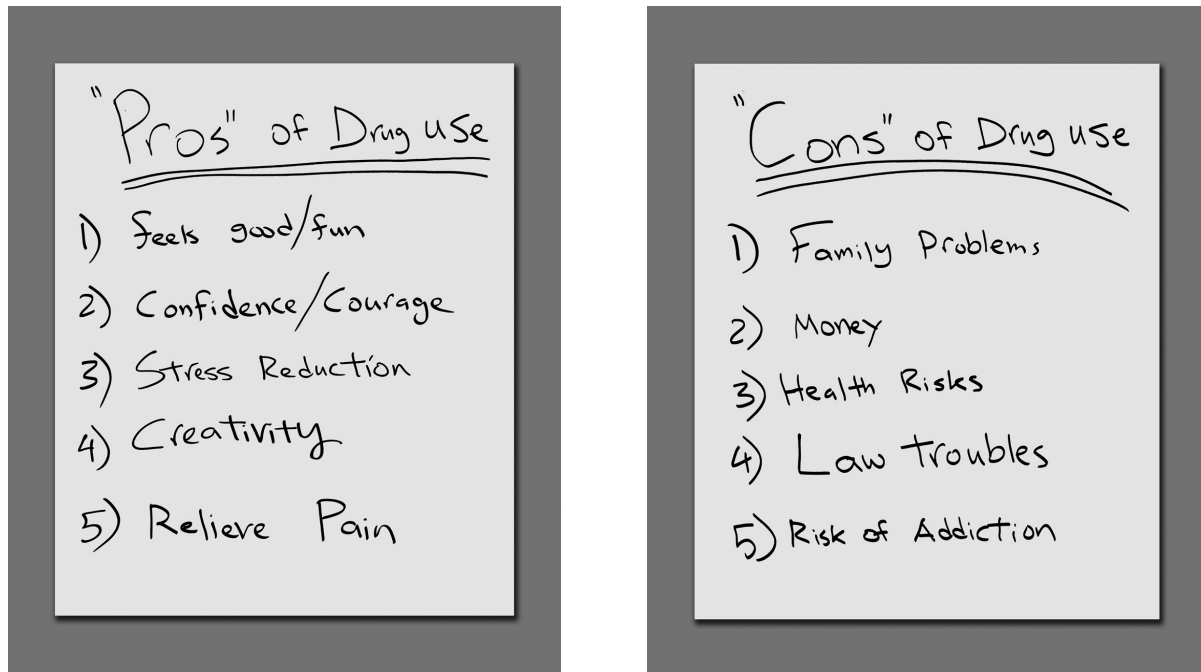 "Pros" of Drug use
1) feels good/fun
2) Confidence/Courage
3) Stress Reduction
4) Creativity
5) Relieve Pain
"Cons" of Drug use
1) Family Problems
2) Money
3) Health Risks
4) Law Troubles
5) Risk of Addiction